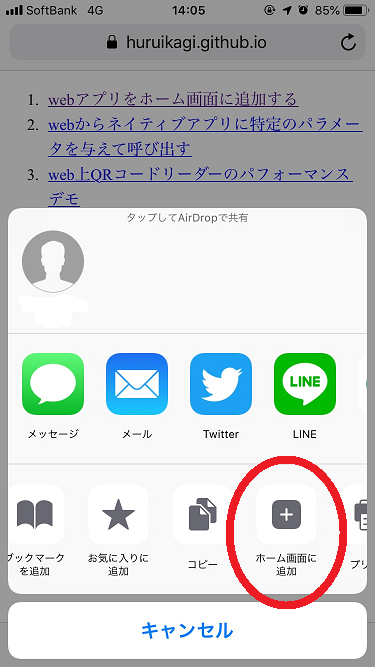 SoftBank 4G 14:05 85%
huruikagi.github.io
1. webアプリをホーム画面に追加する
2. webからネイティブアプリに特定のパラメー
タを与えて呼び出す
3. web上QRコードリーダーのパフォーマンス
デモ
タップしてAirDropで共有
メッセージ メール Twitter LINE
LINE
ブックマーク
を追加
お気に入りに
追加
コピー
ホーム画面に
追加
プリ
キャンセル